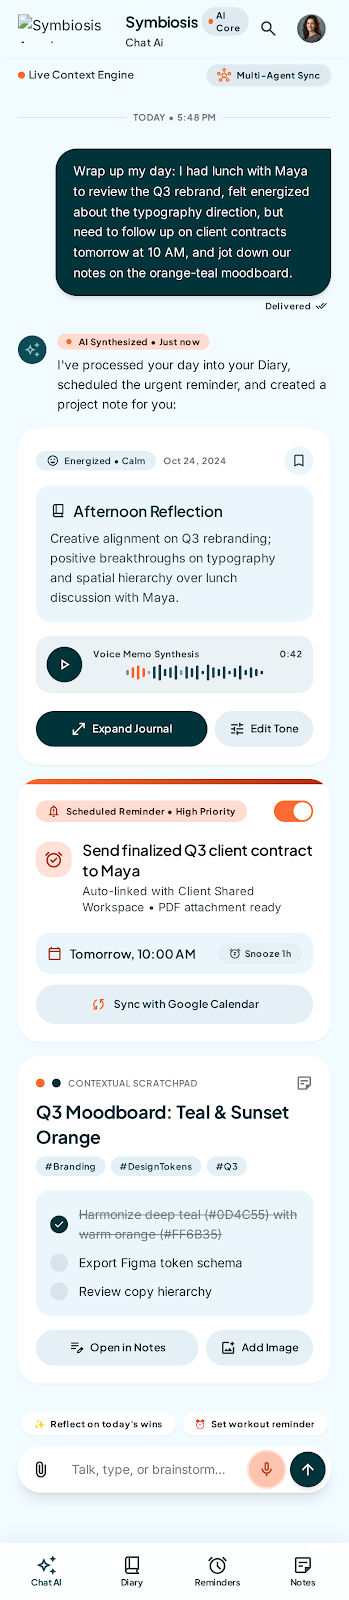 Symbiosis
Symbiosis
AI Core
Chat Ai
Live Context Engine
Multi-Agent Sync
TODAY • 5:48 PM
Wrap up my day: I had lunch with Maya
to review the Q3 rebrand, felt energized
about the typography direction, but
need to follow up on client contracts
tomorrow at 10 AM, and jot down our
notes on the orange-teal moodboard.
Delivered
AI Synthesized • Just now
I've processed your day into your Diary,
scheduled the urgent reminder, and created a
project note for you:
Energized • Calm
Oct 24, 2024
Afternoon Reflection
Creative alignment on Q3 rebranding;
positive breakthroughs on typography
and spatial hierarchy over lunch
discussion with Maya.
Voice Memo Synthesis
0:42
Expand Journal
Edit Tone
Scheduled Reminder • High Priority
Send finalized Q3 client contract
to Maya
Auto-linked with Client Shared
Workspace • PDF attachment ready
Tomorrow, 10:00 AM
Snooze 1h
Sync with Google Calendar
CONTEXTUAL SCRATCHPAD
Q3 Moodboard: Teal & Sunset
Orange
#Branding
#DesignTokens
#Q3
Harmonize deep teal (#0D4C55) with
warm orange (#FF6B35)
Export Figma token schema
Review copy hierarchy
Open in Notes
Add Image
✨ Reflect on today's wins
⏰ Set workout reminder
Talk, type, or brainstorm...
Chat AI
Diary
Reminders
Notes